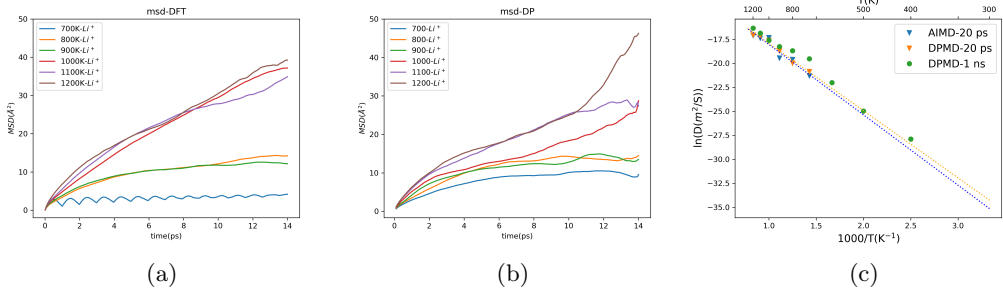 msd-DFT
50
40
30
20
10
0
MSD(Å²)
700K-Li⁺
800K-Li⁺
900K-Li⁺
1000K-Li⁺
1100K-Li⁺
1200K-Li⁺
0 2 4 6 8 10 12 14
time(ps)
(a)
msd-DP
50
40
30
20
10
0
MSD(Å²)
700-Li⁺
800-Li⁺
900-Li⁺
1000-Li⁺
1100-Li⁺
1200-Li⁺
0 2 4 6 8 10 12 14
time(ps)
(b)
T(K)
1200 800 500 400 300
−17.5
−20.0
−22.5
−25.0
−27.5
−30.0
−32.5
−35.0
ln(D(m²/S))
AIMD-20 ps
DPMD-20 ps
DPMD-1 ns
1.0 1.5 2.0 2.5 3.0
1000/T(K⁻¹)
(c)